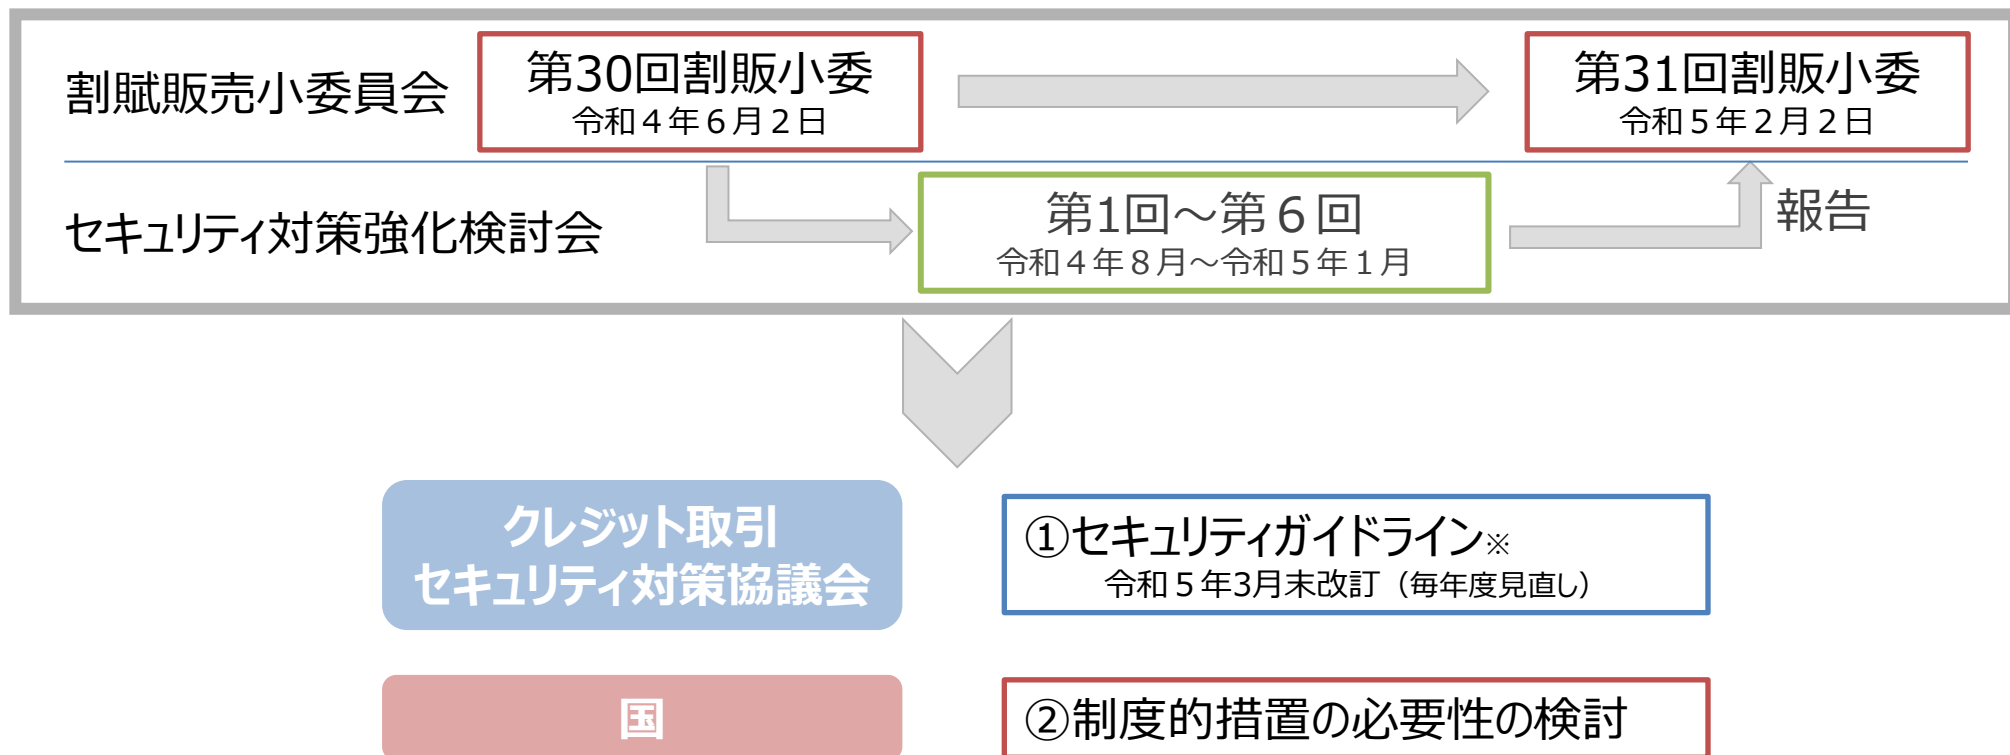 割賦販売小委員会
第30回割販小委
令和４年６月２日
第31回割販小委
令和５年２月２日
セキュリティ対策強化検討会
第1回～第６回
令和４年８月～令和５年１月
報告
クレジット取引
セキュリティ対策協議会
①セキュリティガイドライン※
令和５年3月末改訂（毎年度見直し）
国
②制度的措置の必要性の検討